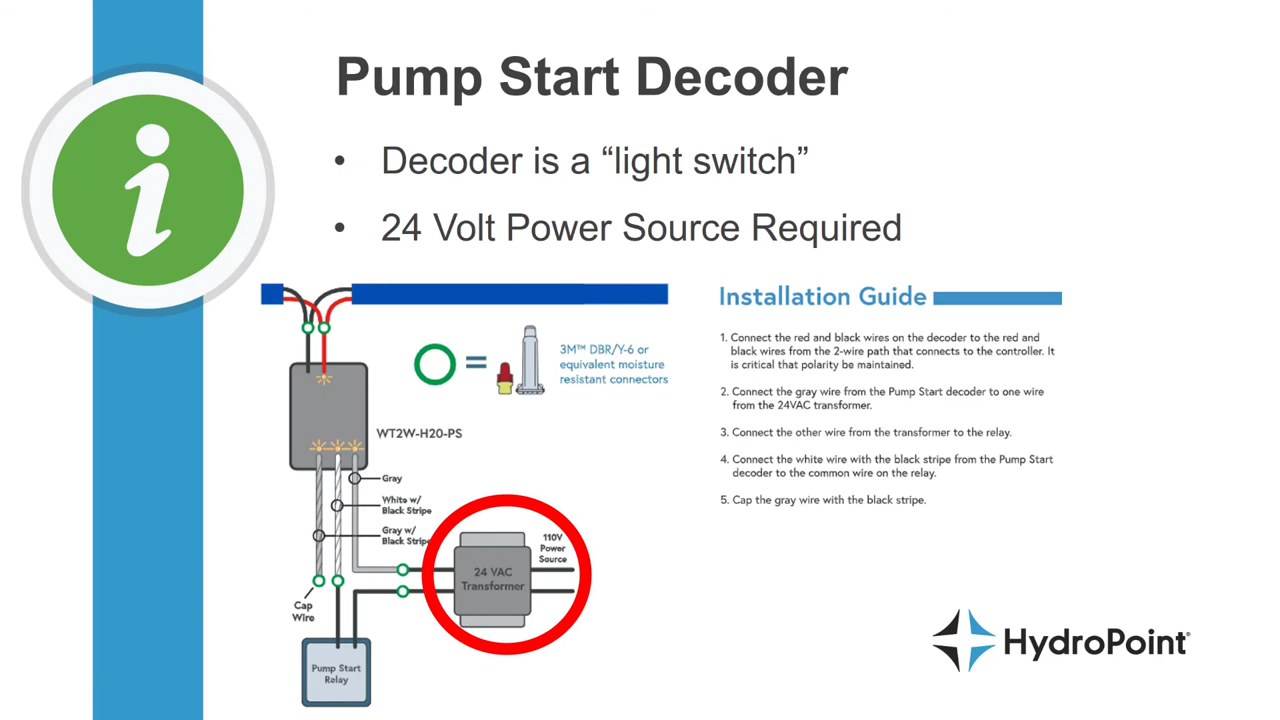 Pump Start Decoder
• Decoder is a “light switch”
• 24 Volt Power Source Required
3M™ DBR/Y-6 or
equivalent moisture
resistant connectors
WT2W-H20-PS
Gray
White w/
Black Stripe
Gray w/
Black Stripe
Cap
Wire
110V
Power
Source
24 VAC
Transformer
Pump Start
Relay
Installation Guide
1. Connect the red and black wires on the decoder to the red and
black wires from the 2-wire path that connects to the controller. It
is critical that polarity be maintained.
2. Connect the gray wire from the Pump Start decoder to one wire
from the 24VAC transformer.
3. Connect the other wire from the transformer to the relay.
4. Connect the white wire with the black stripe from the Pump Start
decoder to the common wire on the relay.
5. Cap the gray wire with the black stripe.
HydroPoint®